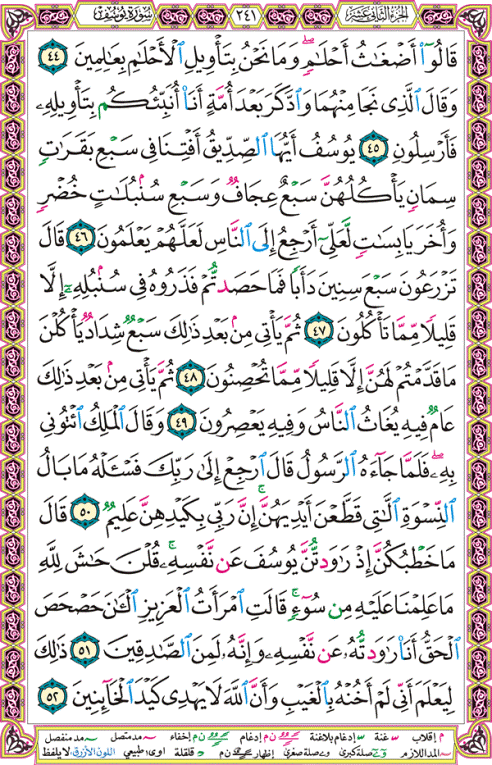 الجزء الثاني عشر ٢٤١ سورة يوسف
قَالُوٓا۟ أَضْغَٰثُ أَحْلَٰمٍۢ ۖ وَمَا نَحْنُ بِتَأْوِيلِ ٱلْأَحْلَٰمِ بِعَٰلِمِينَ ٤٤
وَقَالَ ٱلَّذِى نَجَا مِنْهُمَا وَٱدَّكَرَ بَعْدَ أُمَّةٍ أَنَا۠ أُنَبِّئُكُم بِتَأْوِيلِهِۦ
فَأَرْسِلُونِ ٤٥ يُوسُفُ أَيُّهَا ٱلصِّدِّيقُ أَفْتِنَا فِى سَبْعِ بَقَرَٰتٍۢ
سِمَانٍۢ يَأْكُلُهُنَّ سَبْعٌ عِجَافٌۭ وَسَبْعِ سُنۢبُلَٰتٍ خُضْرٍۢ
وَأُخَرَ يَابِسَٰتٍۢ لَّعَلِّىٓ أَرْجِعُ إِلَى ٱلنَّاسِ لَعَلَّهُمْ يَعْلَمُونَ ٤٦ قَالَ
تَزْرَعُونَ سَبْعَ سِنِينَ دَأَبًۭا فَمَا حَصَدتُّمْ فَذَرُوهُ فِى سُنۢبُلِهِۦٓ إِلَّا
قَلِيلًۭا مِّمَّا تَأْكُلُونَ ٤٧ ثُمَّ يَأْتِى مِنۢ بَعْدِ ذَٰلِكَ سَبْعٌۭ شِدَادٌۭ يَأْكُلْنَ
مَا قَدَّمْتُمْ لَهُنَّ إِلَّا قَلِيلًۭا مِّمَّا تُحْصِنُونَ ٤٨ ثُمَّ يَأْتِى مِنۢ بَعْدِ ذَٰلِكَ
عَامٌۭ فِيهِ يُغَاثُ ٱلنَّاسُ وَفِيهِ يَعْصِرُونَ ٤٩ وَقَالَ ٱلْمَلِكُ ٱئْتُونِى
بِهِۦ ۖ فَلَمَّا جَآءَهُ ٱلرَّسُولُ قَالَ ٱرْجِعْ إِلَىٰ رَبِّكَ فَسْـَٔلْهُ مَا بَالُ
ٱلنِّسْوَةِ ٱلَّٰتِى قَطَّعْنَ أَيْدِيَهُنَّ ۚ إِنَّ رَبِّى بِكَيْدِهِنَّ عَلِيمٌۭ ٥٠ قَالَ
مَا خَطْبُكُنَّ إِذْ رَٰوَدتُّنَّ يُوسُفَ عَن نَّفْسِهِۦ ۚ قُلْنَ حَٰشَ لِلَّهِ
مَا عَلِمْنَا عَلَيْهِ مِن سُوٓءٍۢ ۚ قَالَتِ ٱمْرَأَتُ ٱلْعَزِيزِ ٱلْـَٰٔنَ حَصْحَصَ
ٱلْحَقُّ أَنَا۠ رَٰوَدتُّهُۥ عَن نَّفْسِهِۦ وَإِنَّهُۥ لَمِنَ ٱلصَّٰدِقِينَ ٥١ ذَٰلِكَ
لِيَعْلَمَ أَنِّى لَمْ أَخُنْهُ بِٱلْغَيْبِ وَأَنَّ ٱللَّهَ لَا يَهْدِى كَيْدَ ٱلْخَآئِنِينَ ٥٢
م إقلاب س غنة س إدغام بلاغنة ن م إدغام ن م إخفاء مد متصل مد منفصل
المد اللازم صلة كبرى وصلة صغرى إظهار ن م قلقلة اوى: طبيعي اللون الأزرق: لا يلفظ